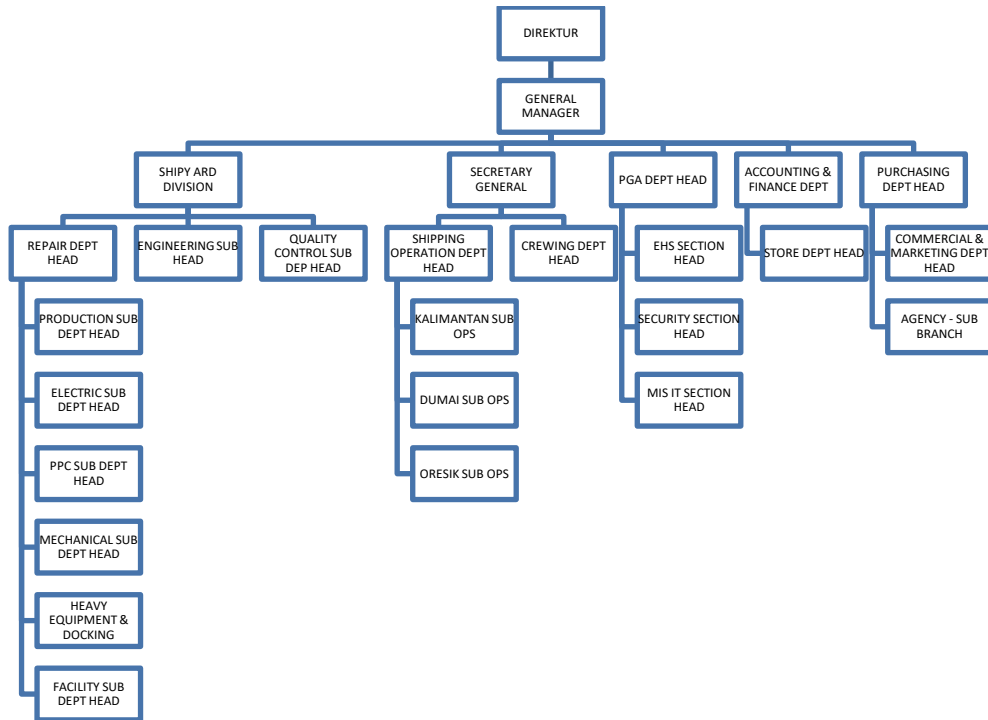 DIREKTUR
GENERAL
MANAGER
SHIPY ARD
DIVISION
SECRETARY
GENERAL
PGA DEPT HEAD
ACCOUNTING &
FINANCE DEPT
PURCHASING
DEPT HEAD
REPAIR DEPT
HEAD
ENGINEERING SUB
HEAD
QUALITY
CONTROL SUB
DEP HEAD
SHIPPING
OPERATION DEPT
HEAD
CREWING DEPT
HEAD
EHS SECTION
HEAD
STORE DEPT HEAD
COMMERCIAL &
MARKETING DEPT
HEAD
PRODUCTION SUB
DEPT HEAD
KALIMANTAN SUB
OPS
SECURITY SECTION
HEAD
AGENCY - SUB
BRANCH
ELECTRIC SUB
DEPT HEAD
DUMAI SUB OPS
MIS IT SECTION
HEAD
PPC SUB DEPT
HEAD
ORESIK SUB OPS
MECHANICAL SUB
DEPT HEAD
HEAVY
EQUIPMENT &
DOCKING
FACILITY SUB
DEPT HEAD